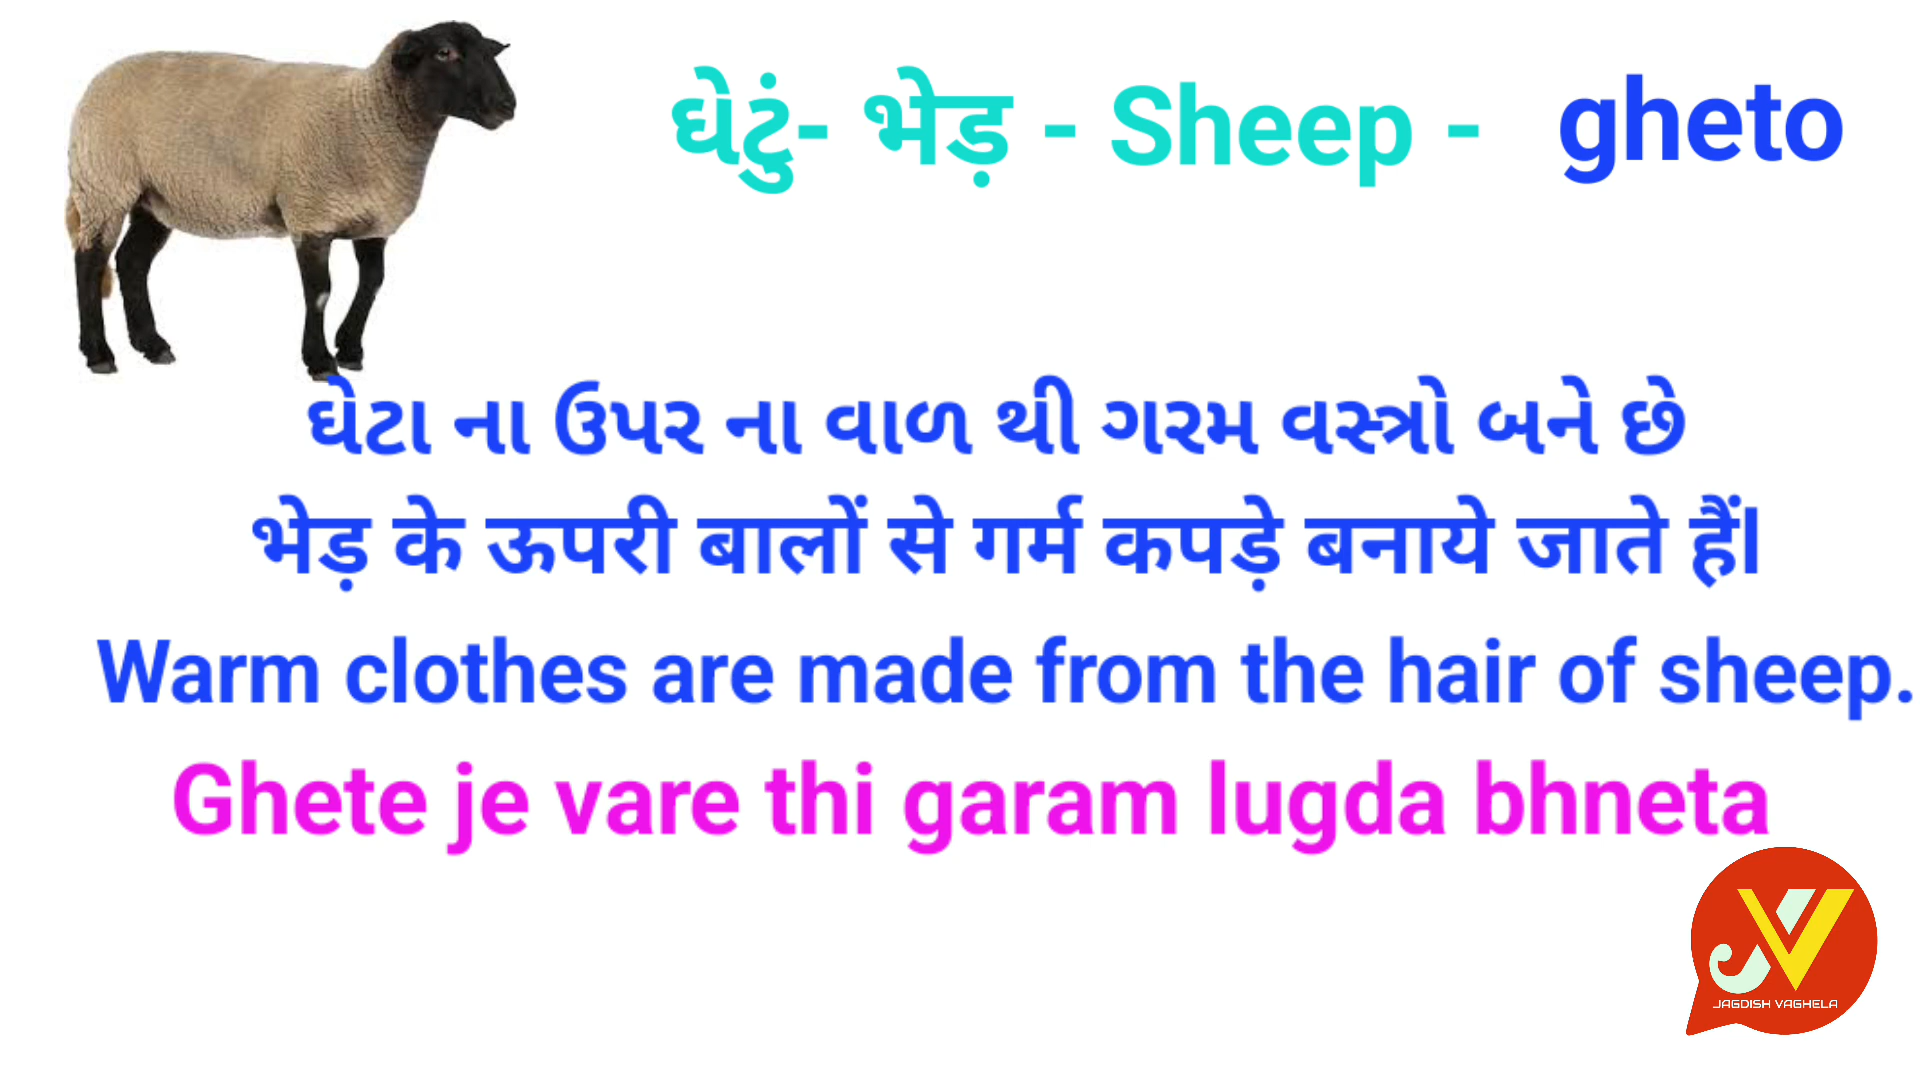 ઘેટું- भेड़ - Sheep - gheto
ઘેટા ના ઉપર ના વાળ થી ગરમ વસ્ત્રો બને છે
भेड़ के ऊपरी बालों से गर्म कपड़े बनाये जाते हैं।
Warm clothes are made from the hair of sheep.
Ghete je vare thi garam lugda bhneta
JAGDISH VAGHELA